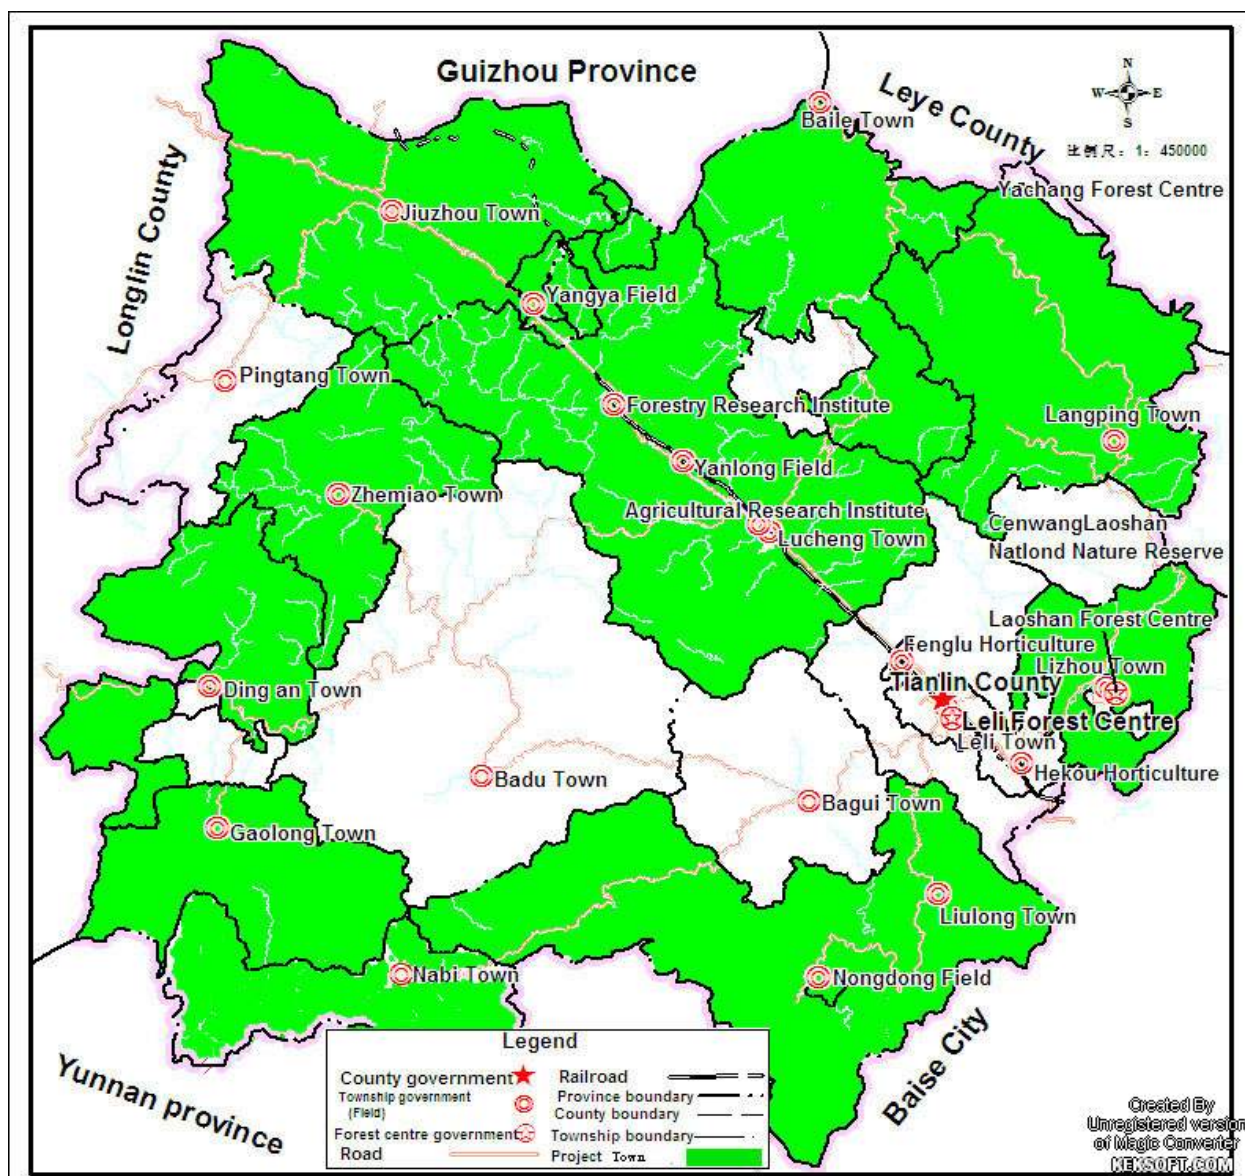 Guizhou Province
Leye County
N
W E
S
Baile Town
比例尺：1：450000
Yachang Forest Centre
Longlin County
Jiuzhou Town
Yangya Field
Pingtang Town
Forestry Research Institute
Langping Town
Yanlong Field
Zhemiao Town
Agricultural Research Institute
Lucheng Town
CenwangLaoshan
Natlond Nature Reserve
Laoshan Forest Centre
Fenglu Horticulture
Lizhou Town
Tianlin County
Ding an Town
Leli Forest Centre
Leli Town
Hekou Horticulture
Badu Town
Bagui Town
Gaolong Town
Liulong Town
Nabi Town
Nongdong Field
Baise City
Yunnan province
Legend
County government
Railroad
Township government
(Field)
Province boundary
County boundary
Forest centre government
Township boundary
Road
Project Town
Created By
Unregistered version
of Magic Converter
KEKSOFT.COM